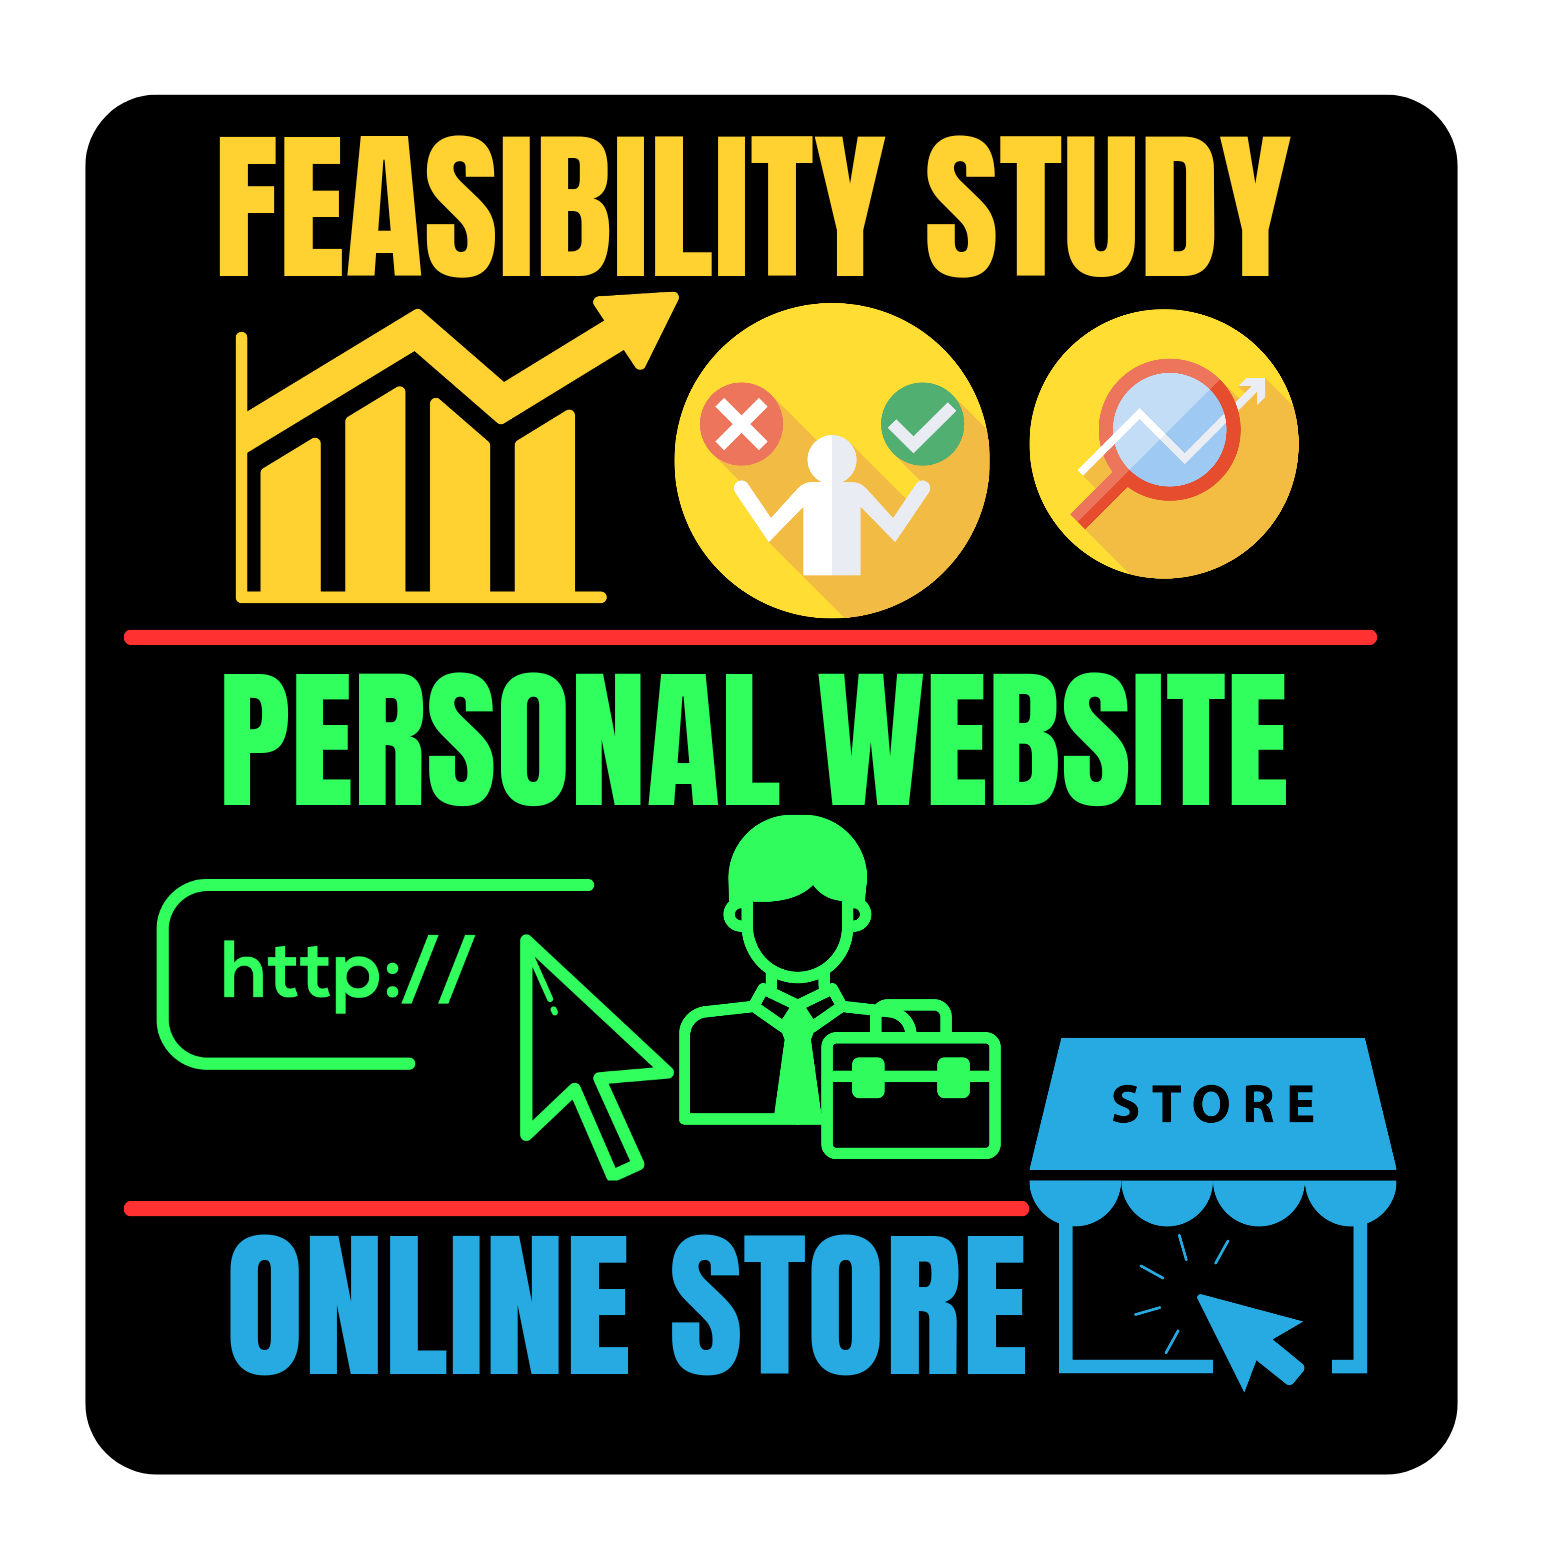 FEASIBILITY STUDY
PERSONAL WEBSITE
http://
STORE
ONLINE STORE